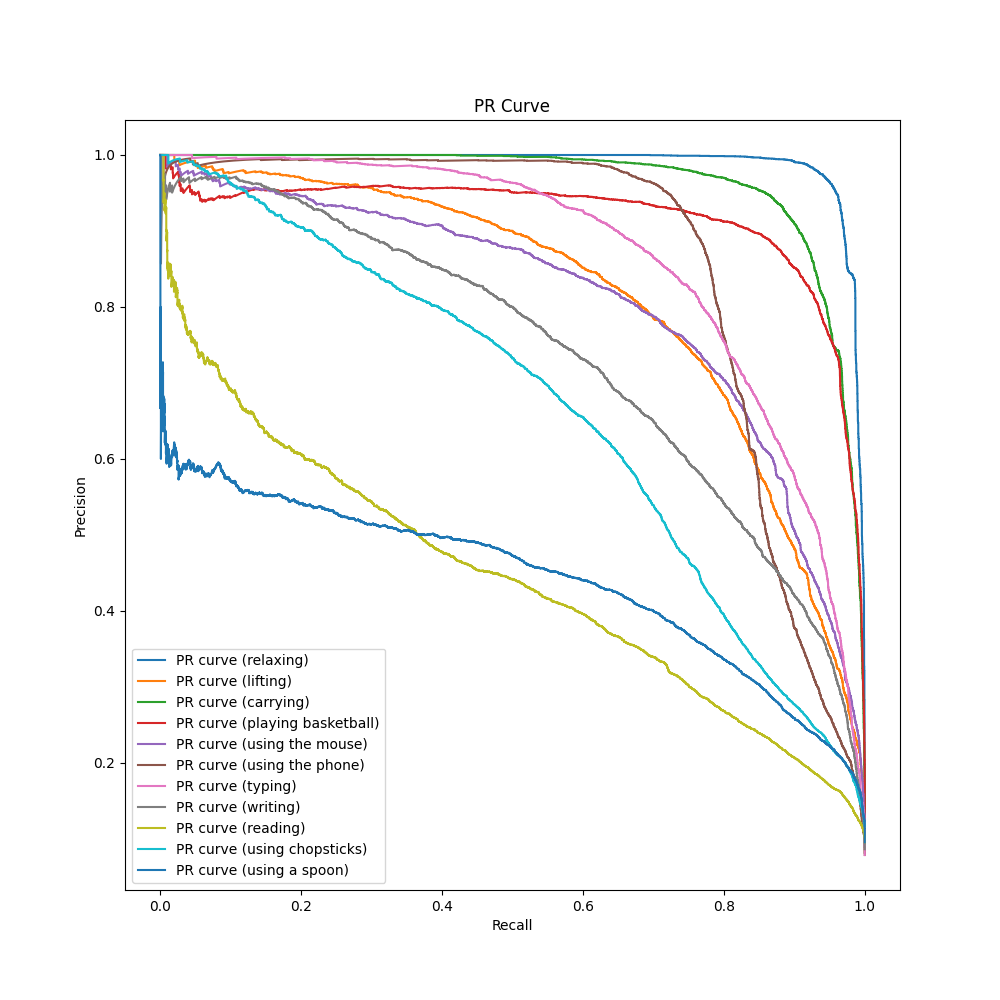 PR Curve
1.0
0.8
0.6
0.4
0.2
Precision
PR curve (relaxing)
PR curve (lifting)
PR curve (carrying)
PR curve (playing basketball)
PR curve (using the mouse)
PR curve (using the phone)
PR curve (typing)
PR curve (writing)
PR curve (reading)
PR curve (using chopsticks)
PR curve (using a spoon)
0.0 0.2 0.4 0.6 0.8 1.0
Recall